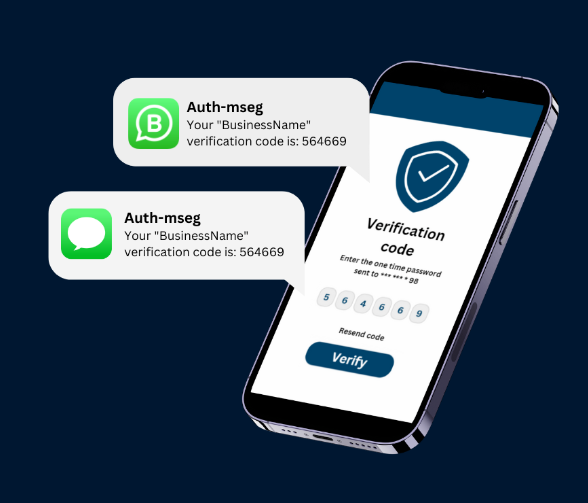 Auth-mseg
Your "BusinessName"
verification code is: 564669
Auth-mseg
Your "BusinessName"
verification code is: 564669
Verification
code
Enter the one time password
sent to *** *** * 98
5 6 4 6 6 9
Resend code
Verify